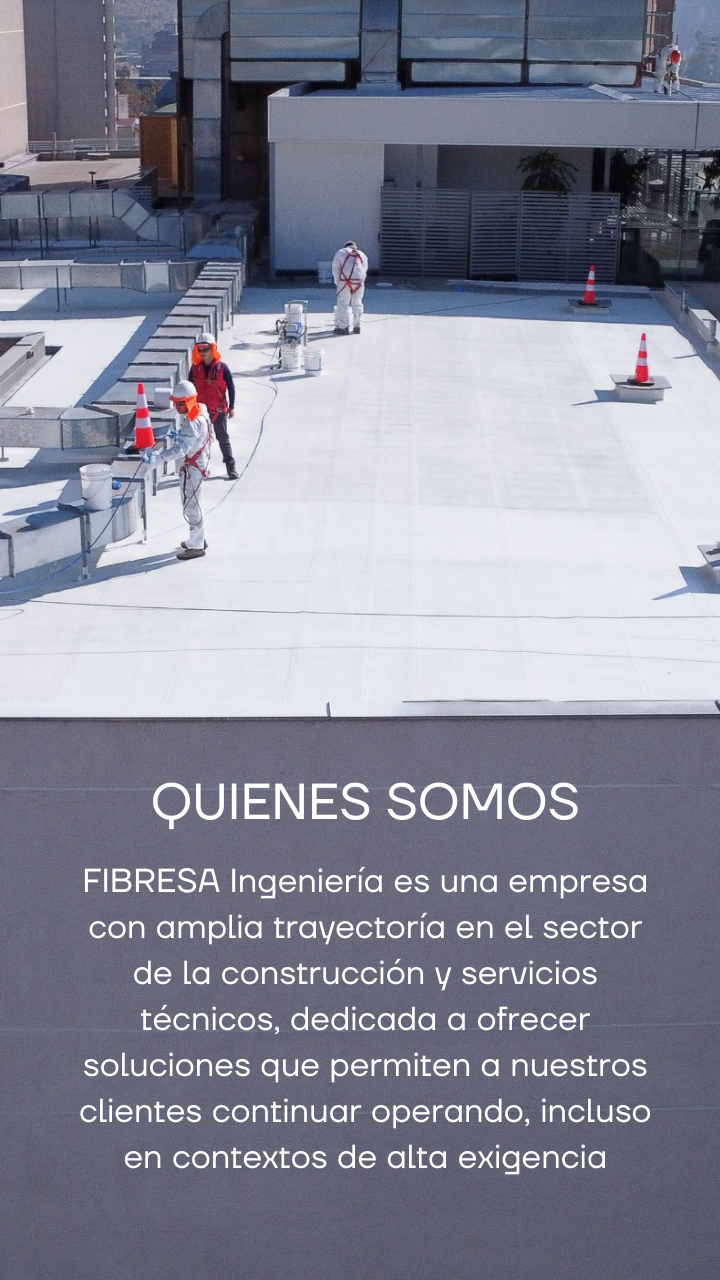 QUIENES SOMOS
FIBRESA Ingeniería es una empresa
con amplia trayectoría en el sector
de la construcción y servicios
técnicos, dedicada a ofrecer
soluciones que permiten a nuestros
clientes continuar operando, incluso
en contextos de alta exigencia